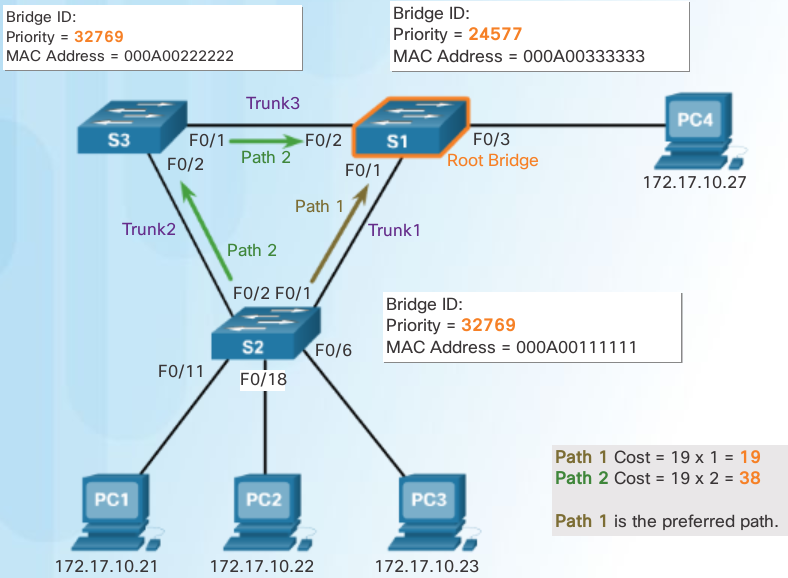 Bridge ID:
Priority = 32769
MAC Address = 000A00222222
Bridge ID:
Priority = 24577
MAC Address = 000A00333333
Trunk3
S3
F0/1
F0/2
S1
F0/3
PC4
Path 2
Root Bridge
F0/2
F0/1
172.17.10.27
Path 1
Trunk2
Trunk1
Path 2
F0/2 F0/1
Bridge ID:
Priority = 32769
MAC Address = 000A00111111
S2
F0/6
F0/11
F0/18
Path 1 Cost = 19 x 1 = 19
Path 2 Cost = 19 x 2 = 38
Path 1 is the preferred path.
PC1
PC2
PC3
172.17.10.21
172.17.10.22
172.17.10.23